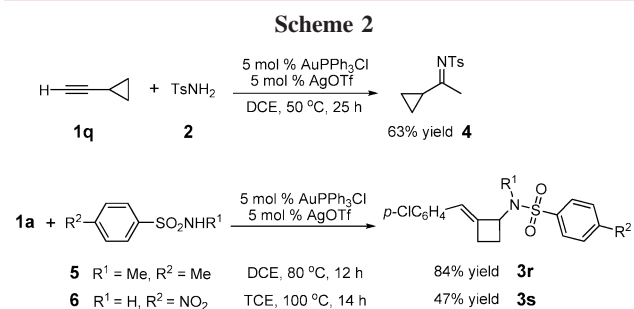 Scheme 2
5 mol % AuPPh3Cl
5 mol % AgOTf
DCE, 50 °C, 25 h
H
+ TsNH2
NTs
1q
2
63% yield 4
1a + R2 SO2NHR1
5 mol % AuPPh3Cl
5 mol % AgOTf
p-ClC6H4
R1
N
S
O
O
R2
5 R1 = Me, R2 = Me DCE, 80 °C, 12 h 84% yield 3r
6 R1 = H, R2 = NO2 TCE, 100 °C, 14 h 47% yield 3s